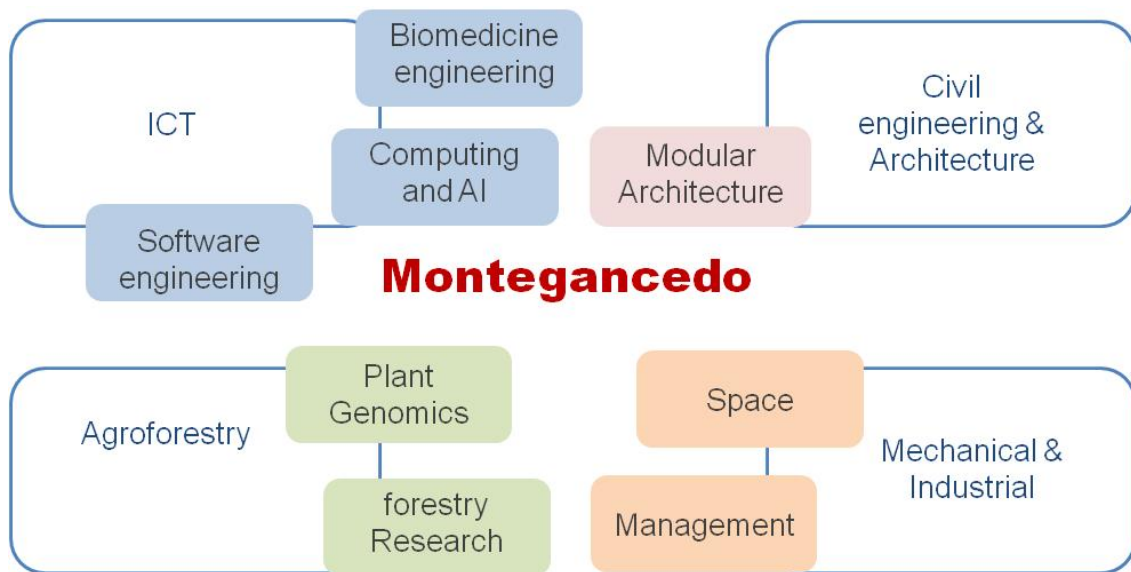 Biomedicine
engineering
ICT
Computing
and AI
Software
engineering
Modular
Architecture
Civil
engineering &
Architecture
Montegancedo
Plant
Genomics
Agroforestry
forestry
Research
Space
Management
Mechanical &
Industrial